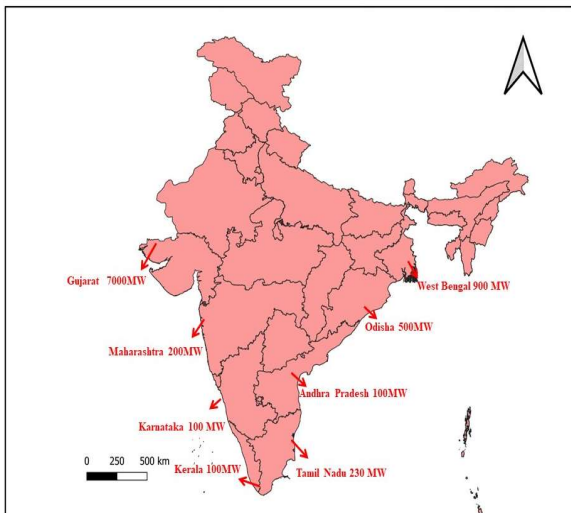 Gujarat 7000MW
West Bengal 900 MW
Odisha 500MW
Maharashtra 200MW
Andhra Pradesh 100MW
Karnataka 100 MW
Kerala 100MW
Tamil Nadu 230 MW
0 250 500 km